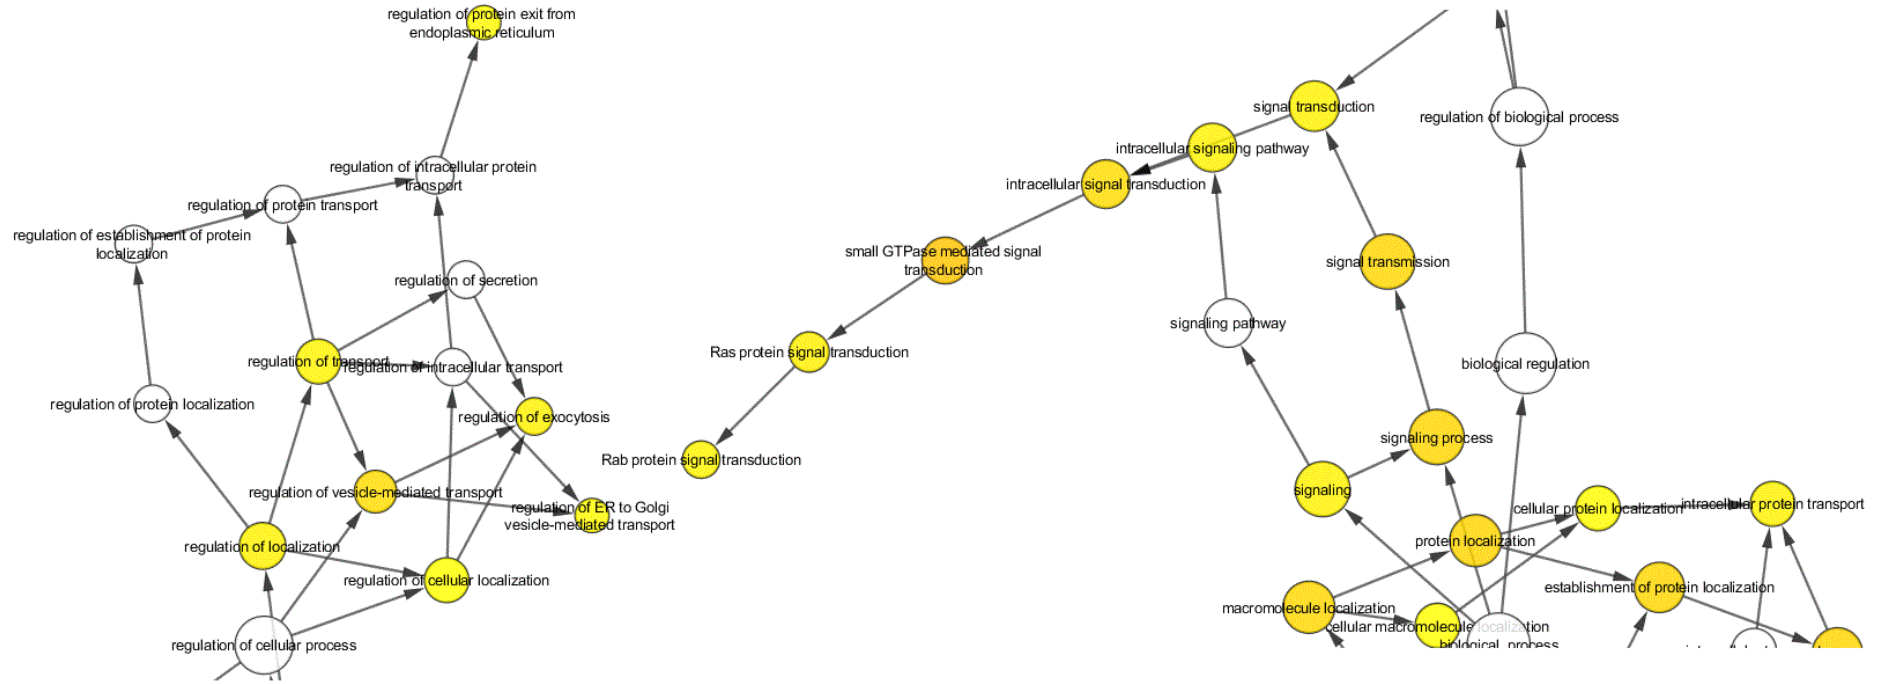 regulation of protein exit from
endoplasmic reticulum
regulation of intracellular protein
transport
regulation of protein transport
regulation of establishment of protein
localization
regulation of secretion
regulation of transport
regulation of intracellular transport
regulation of protein localization
regulation of exocytosis
regulation of vesicle-mediated transport
regulation of ER to Golgi
vesicle-mediated transport
regulation of localization
regulation of cellular localization
regulation of cellular process
signal transduction
regulation of biological process
intracellular signaling pathway
intracellular signal transduction
small GTPase mediated signal
transduction
signal transmission
signaling pathway
Ras protein signal transduction
biological regulation
signaling process
Rab protein signal transduction
signaling
cellular protein localization
intracellular protein transport
protein localization
establishment of protein localization
macromolecule localization
cellular macromolecule localization
biological_process